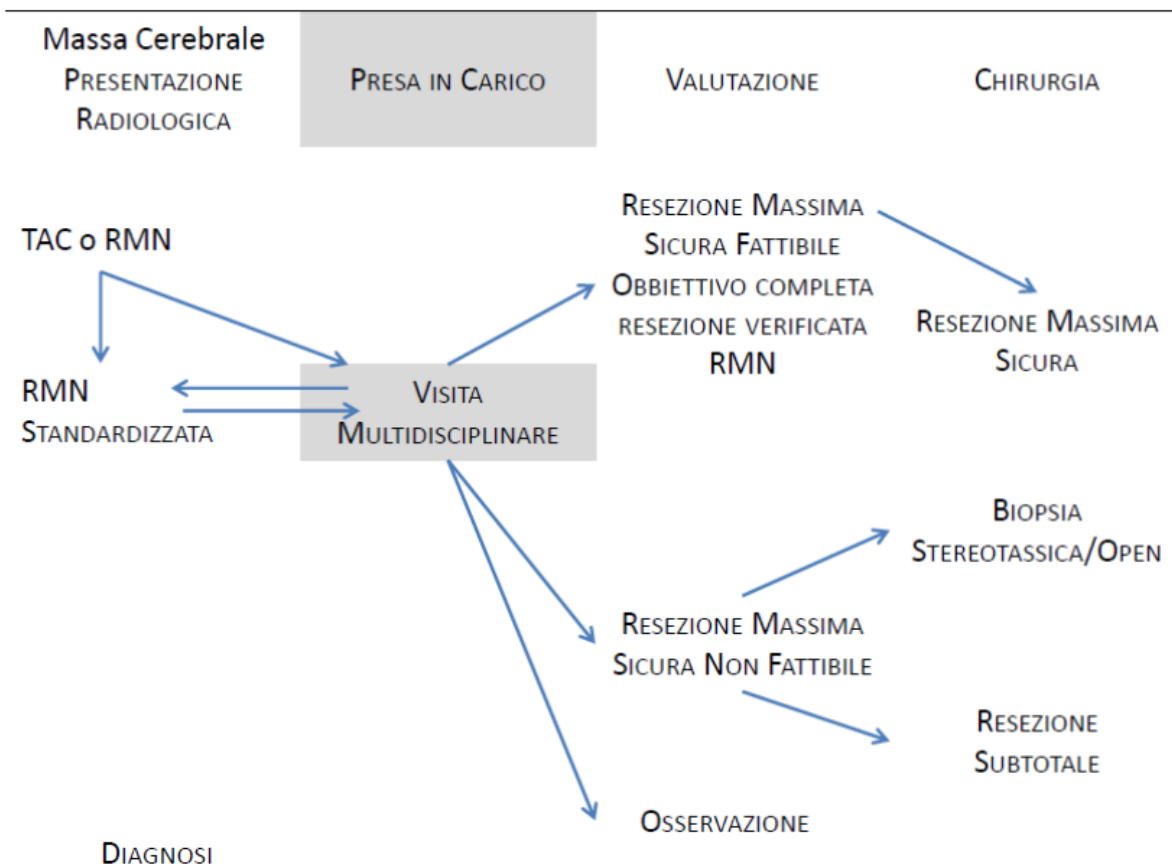 Massa Cerebrale
Presentazione
Radiologica
Presa in Carico
Valutazione
Chirurgia
TAC o RMN
RMN
Standardizzata
Visita
Multidisciplinare
Resezione Massima
Sicura Fattibile
Obbiettivo completa
resezione verificata
RMN
Resezione Massima
Sicura
Resezione Massima
Sicura Non Fattibile
Biopsia
Stereotassica/Open
Resezione
Subtotale
Osservazione
Diagnosi